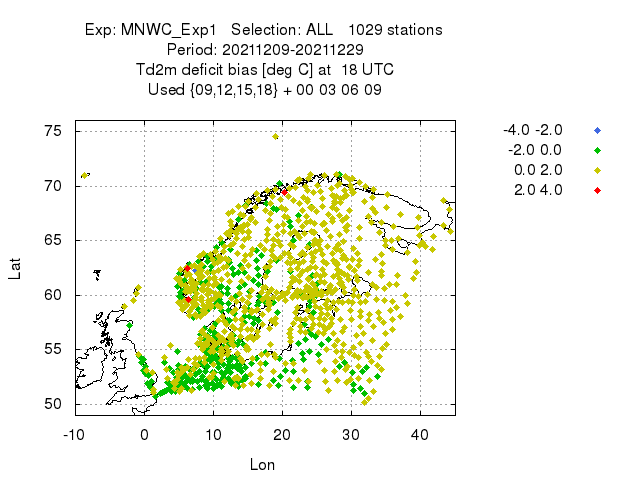 Exp: MNWC_Exp1 Selection: ALL 1029 stations
Period: 20211209-20211229
Td2m deficit bias [deg C] at 18 UTC
Used {09,12,15,18} + 00 03 06 09
-4.0 -2.0
-2.0 0.0
0.0 2.0
2.0 4.0
75
70
65
60
55
50
Lat
-10 0 10 20 30 40
Lon